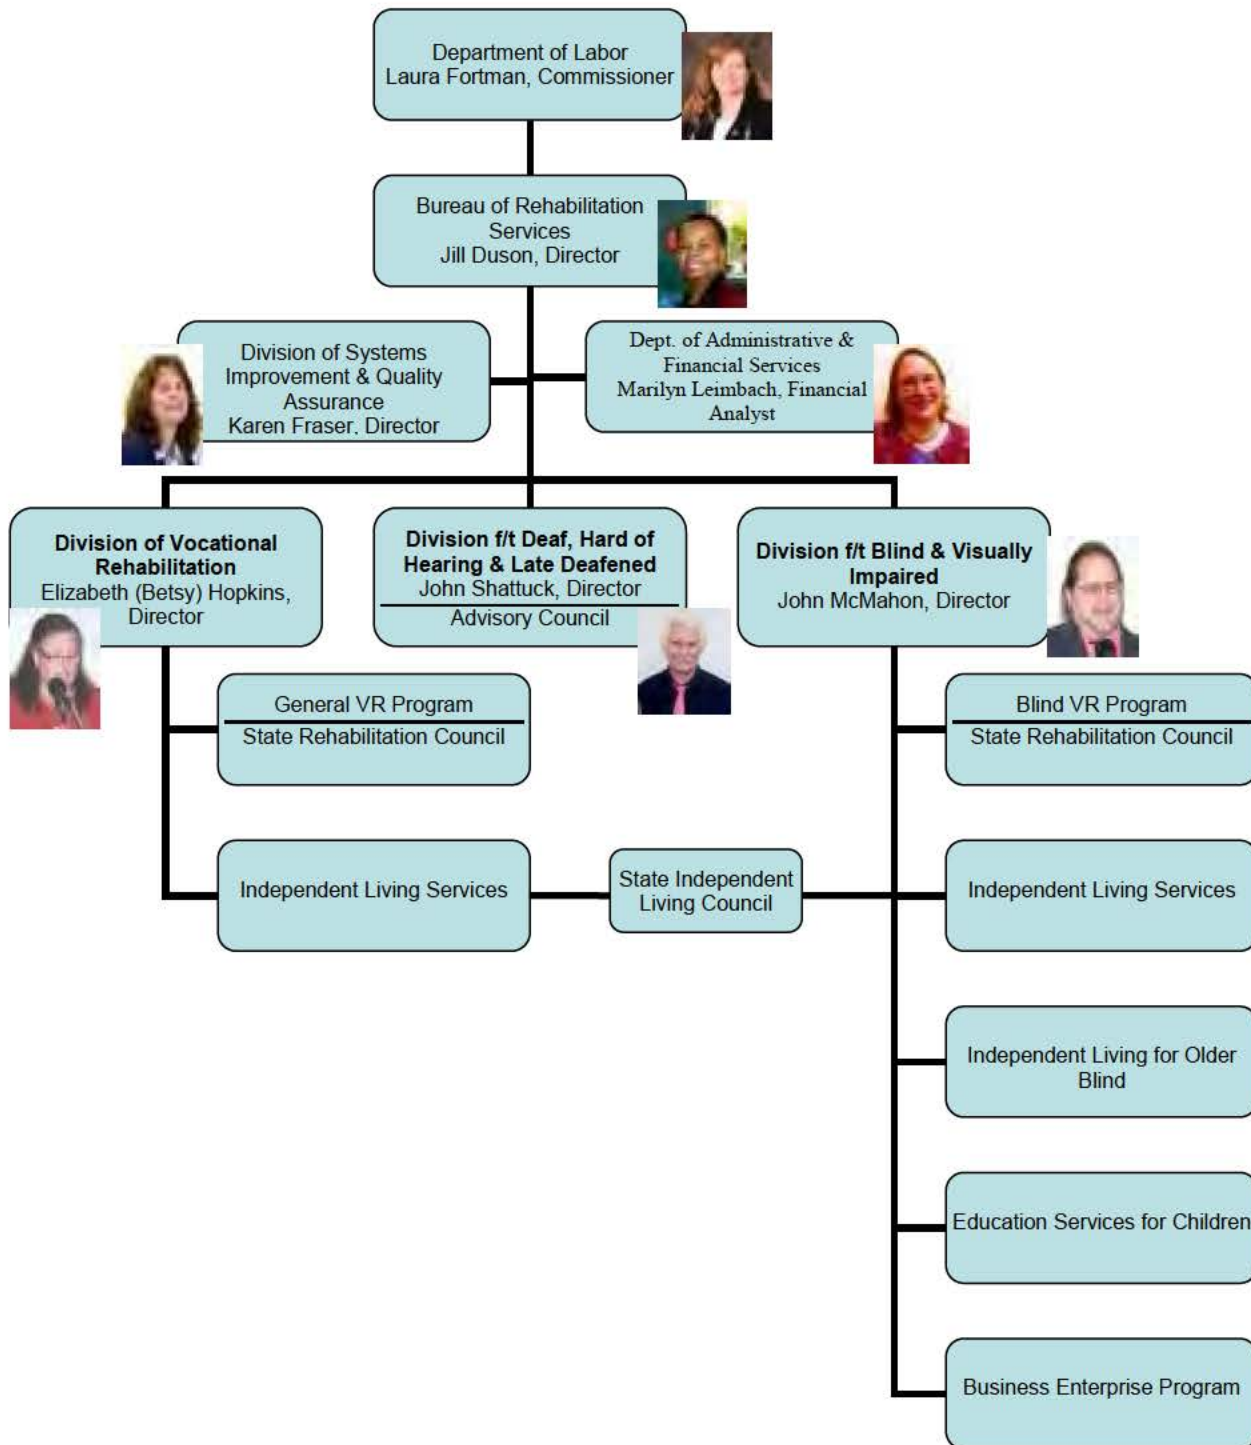 Department of Labor
Laura Fortman, Commissioner
Bureau of Rehabilitation
Services
Jill Duson, Director
Division of Systems
Improvement & Quality
Assurance
Karen Fraser, Director
Dept. of Administrative &
Financial Services
Marilyn Leimbach, Financial
Analyst
Division of Vocational
Rehabilitation
Elizabeth (Betsy) Hopkins,
Director
Division f/t Deaf, Hard of
Hearing & Late Deafened
John Shattuck, Director
Advisory Council
Division f/t Blind & Visually
Impaired
John McMahon, Director
General VR Program
State Rehabilitation Council
Blind VR Program
State Rehabilitation Council
Independent Living Services
State Independent
Living Council
Independent Living Services
Independent Living for Older
Blind
Education Services for Children
Business Enterprise Program